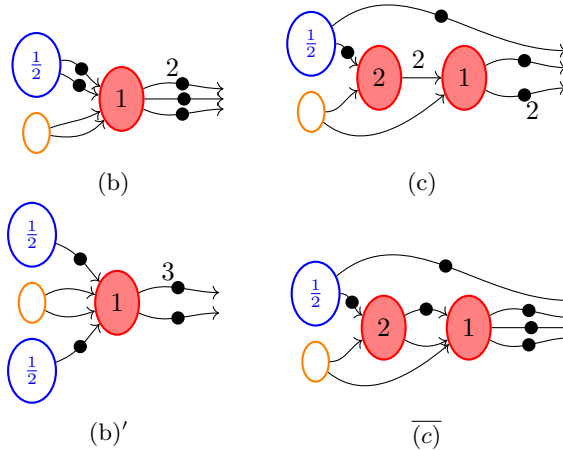 1/2 1 2
(b)
1/2 2 2 1 2
(c)
1/2 1 3 1/2
(b)′
1/2 2 1
\overline{(c)}